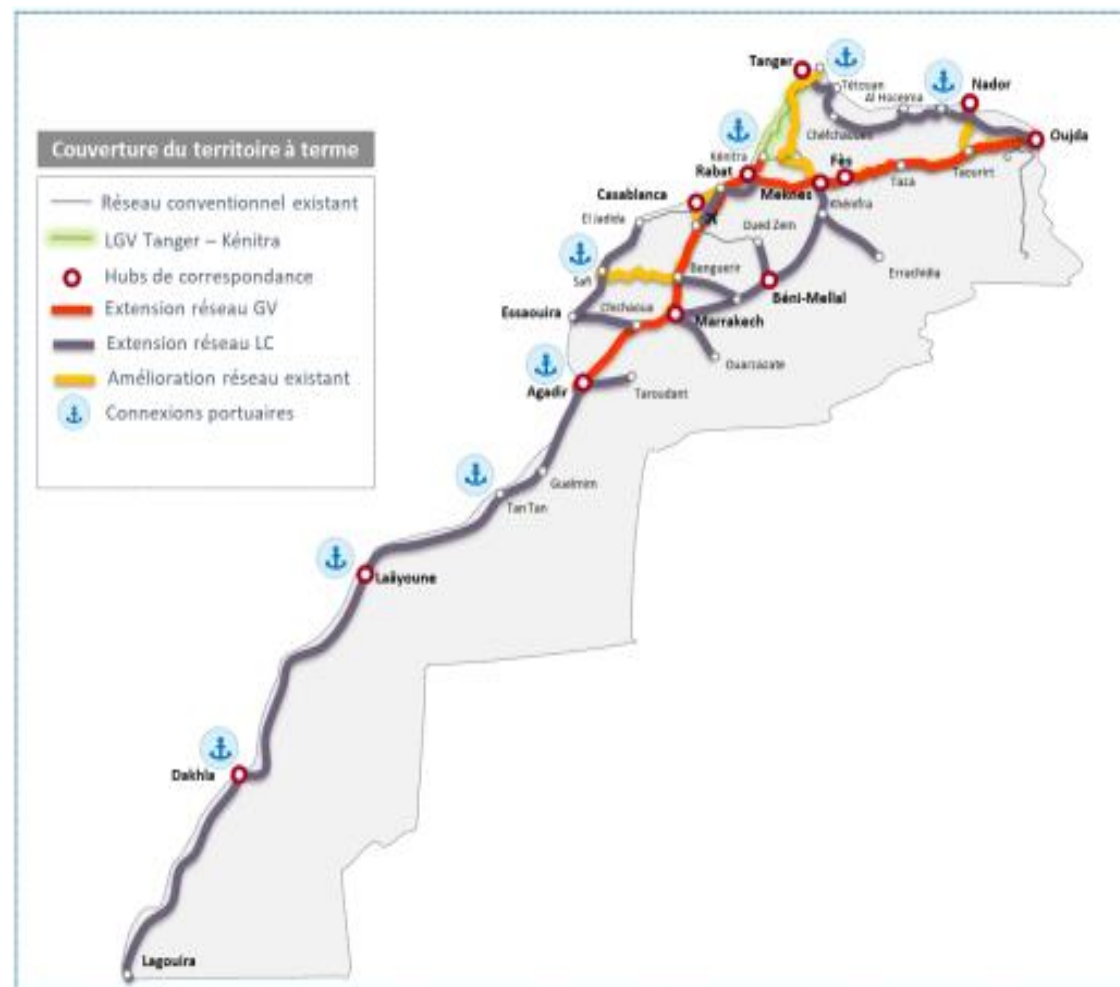 Couverture du territoire à terme
Réseau conventionnel existant
LGV Tanger – Kénitra
Hubs de correspondance
Extension réseau GV
Extension réseau LC
Amélioration réseau existant
Connexions portuaires
Tanger
Tétouan
Al Hoceima
Nador
Chefchaouen
Oujda
Kénitra
Rabat
Fès
Taourirt
Meknes
Taza
Casablanca
Khénifra
El Jadida
Oued Zem
Errachidia
Safi
Benguerir
Béni-Mellal
Essaouira
Chichaoua
Marrakech
Ouarzazate
Agadir
Taroudant
Guelmim
Tan Tan
Laâyoune
Dakhla
Lagouira